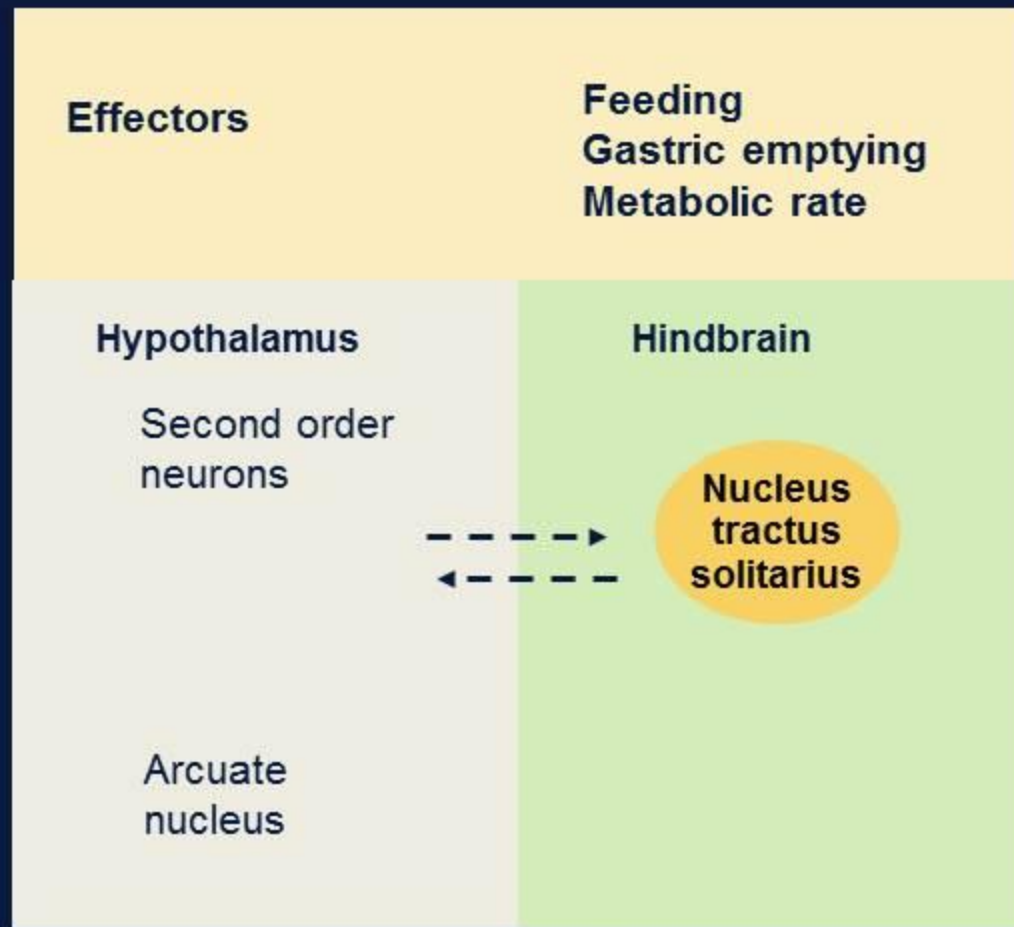 Effectors
Feeding
Gastric emptying
Metabolic rate
Hypothalamus
Hindbrain
Second order
neurons
Nucleus
tractus
solitarius
Arcuate
nucleus